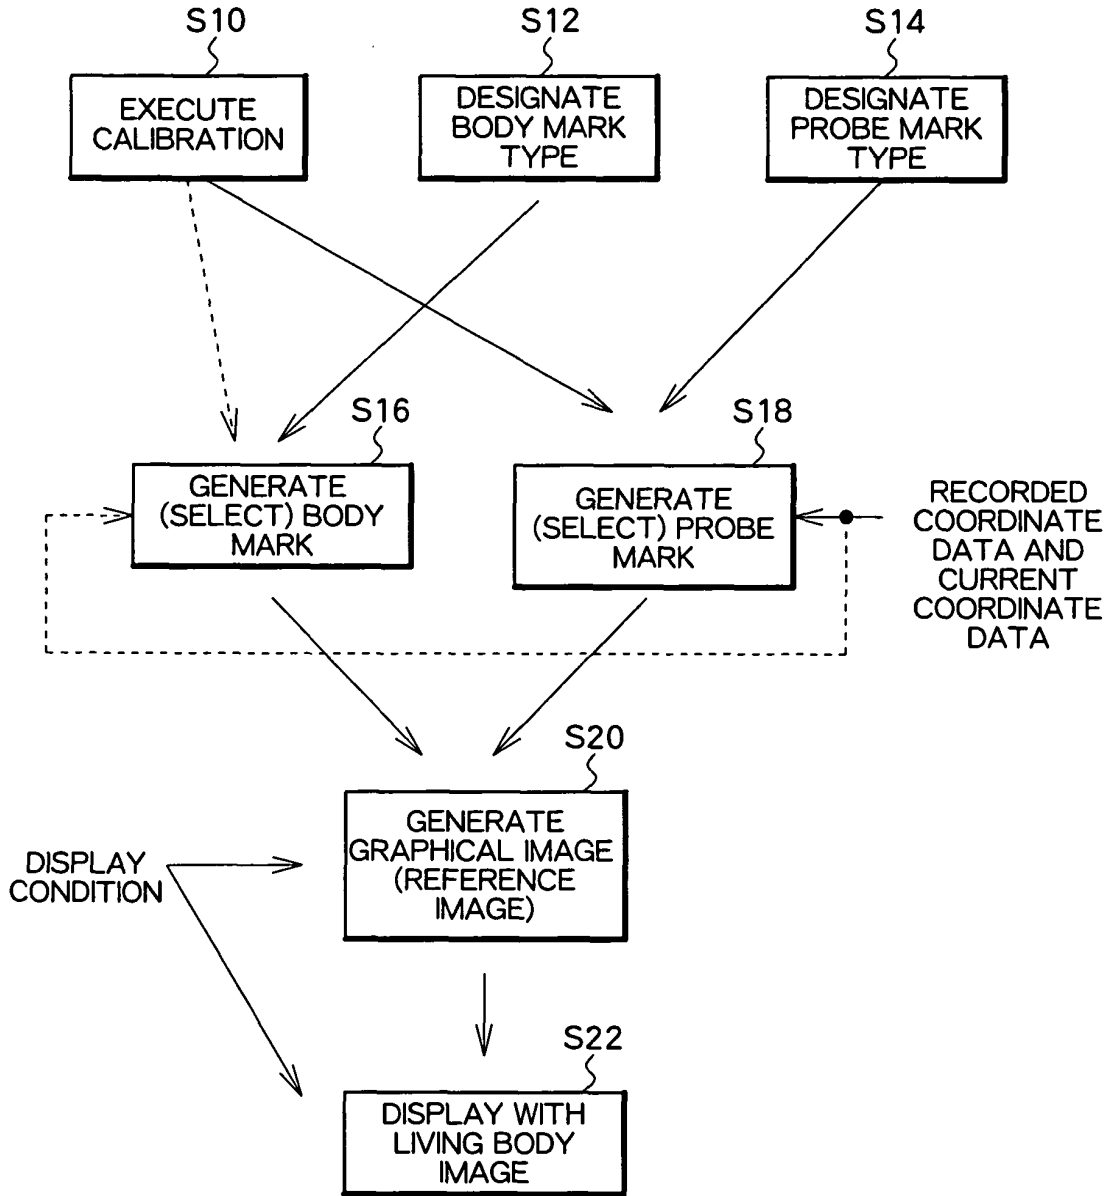 S10
S12
S14
EXECUTE
CALIBRATION
DESIGNATE
BODY MARK
TYPE
DESIGNATE
PROBE MARK
TYPE
S16
S18
GENERATE
(SELECT) BODY
MARK
GENERATE
(SELECT) PROBE
MARK
RECORDED
COORDINATE
DATA AND
CURRENT
COORDINATE
DATA
S20
GENERATE
GRAPHICAL IMAGE
(REFERENCE
IMAGE)
DISPLAY
CONDITION
S22
DISPLAY WITH
LIVING BODY
IMAGE